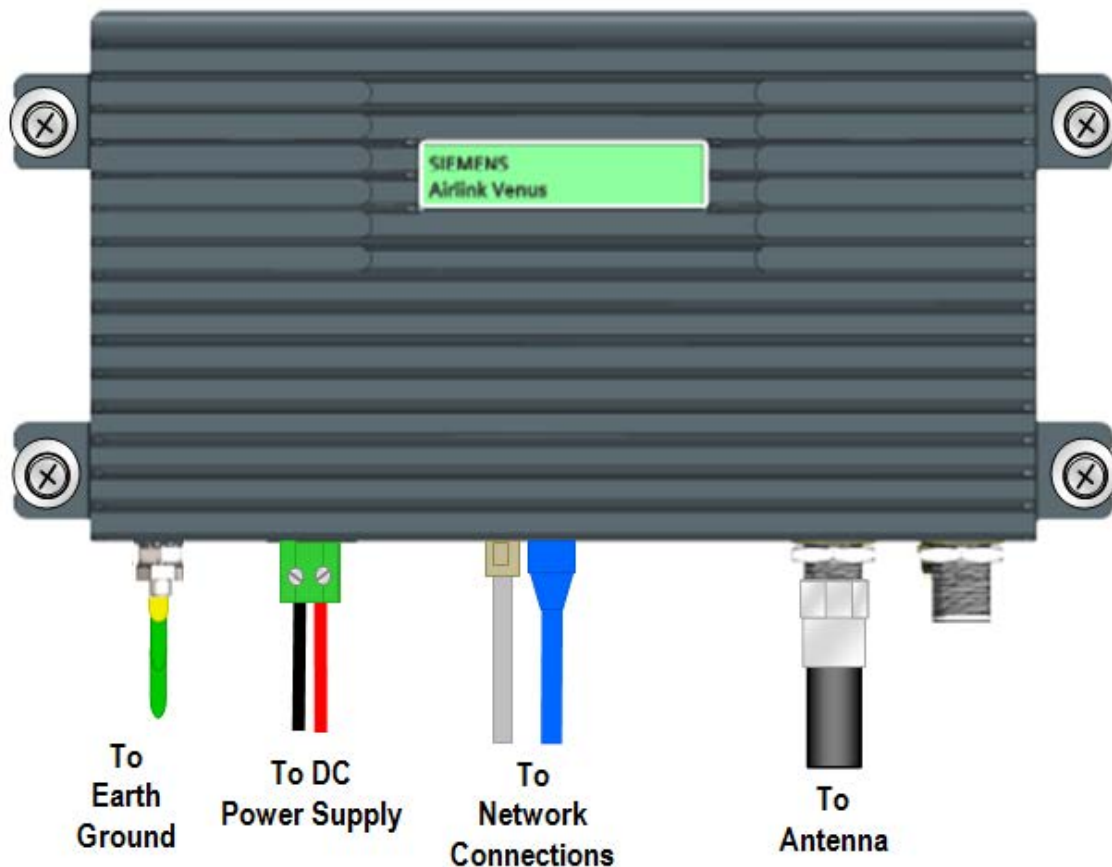 SIEMENS
Airlink Venus
To
Earth
Ground
To DC
Power Supply
To
Network
Connections
To
Antenna